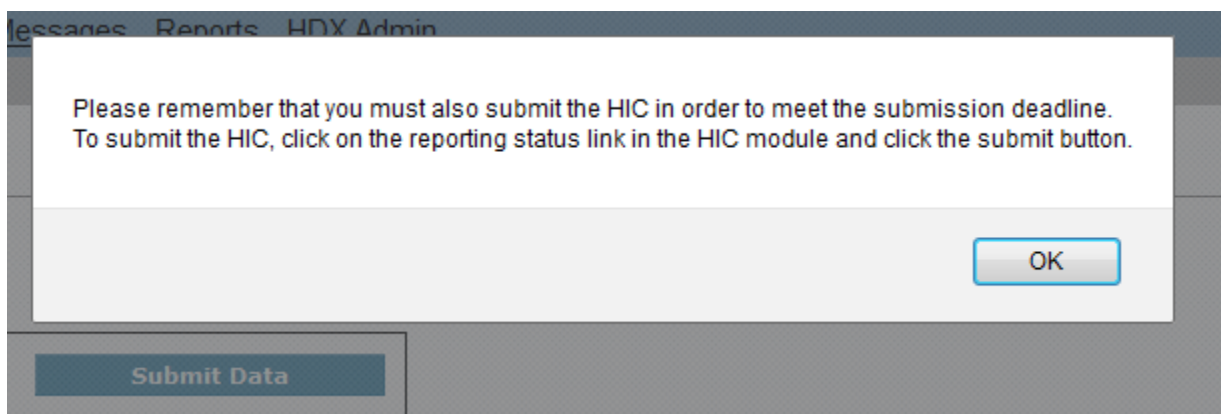 Messages Reports HDX Admin
Please remember that you must also submit the HIC in order to meet the submission deadline.
To submit the HIC, click on the reporting status link in the HIC module and click the submit button.
OK
Submit Data